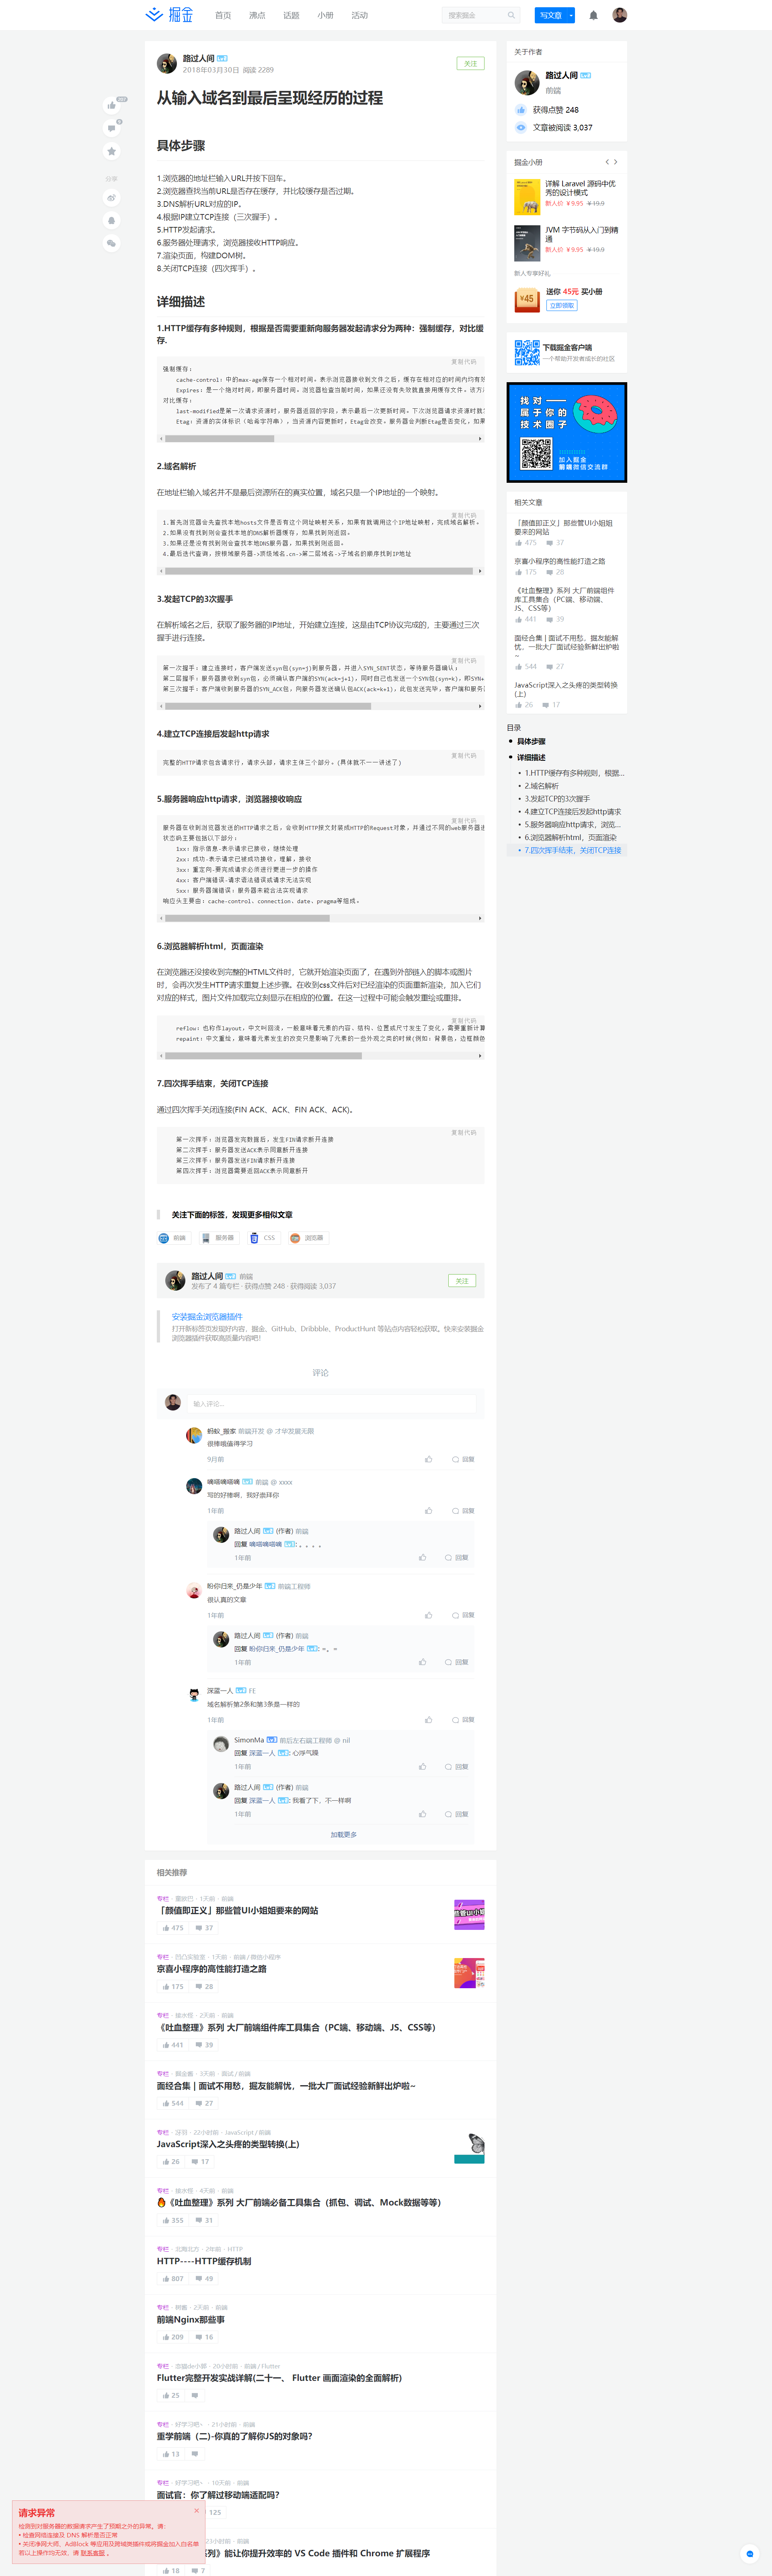 掘金
首页
沸点
话题
小册
活动
搜索掘金
写文章
路过人间
2018年03月30日 阅读 2289
关注
从输入域名到最后呈现经历的过程
具体步骤
1.浏览器的地址栏输入URL并按下回车。
2.浏览器查找当前URL是否存在缓存，并比较缓存是否过期。
3.DNS解析URL对应的IP。
4.根据IP建立TCP连接（三次握手）。
5.HTTP发起请求。
6.服务器处理请求，浏览器接收HTTP响应。
7.渲染页面，构建DOM树。
8.关闭TCP连接（四次挥手）。
详细描述
1.HTTP缓存有多种规则，根据是否需要重新向服务器发起请求分为两种：强制缓存，对比缓
存.
复制代码
强制缓存：
cache-control：中的max-age保存一个相对时间。表示浏览器接收到文件之后，缓存在相对应的时间内均有效
Expires：是一个绝对时间，即服务器时间。浏览器检查当前时间，如果还没有失效就直接用缓存文件。该方法
对比缓存：
last-modified是第一次请求资源时，服务器返回的字段，表示最后一次更新时间。下次浏览器请求资源时就发
Etag：资源的实体标识（哈希字符串），当资源内容更新时，Etag会改变。服务器会判断Etag是否变化，如果
2.域名解析
在地址栏输入域名并不是最后资源所在的真实位置，域名只是一个IP地址的一个映射。
复制代码
1.首先浏览器会先查找本地hosts文件是否有这个网址映射关系，如果有就调用这个IP地址映射，完成域名解析。
2.如果没有找到则会查找本地DNS解析器缓存，如果找到则返回。
3.如果还是没有找到则会查找本地DNS服务器，如果找到则返回。
4.最后迭代查询，按根域服务器->顶级域名.cn->第二层域名->子域名的顺序找到IP地址
3.发起TCP的3次握手
在解析域名之后，获取了服务器的IP地址，开始建立连接，这是由TCP协议完成的，主要通过三次
握手进行连接。
复制代码
第一次握手：建立连接时，客户端发送syn包(syn=j)到服务器，并进入SYN_SENT状态，等待服务器确认；
第二层握手：服务器接收到syn包，必须确认客户端的SYN(ack=j+1)，同时自己也发送一个SYN包(syn=k)，即SYN+
第三次握手：客户端收到服务器的SYN_ACK包，向服务器发送确认包ACK(ack=k+1)，此包发送完毕，客户端和服务
4.建立TCP连接后发起http请求
复制代码
完整的HTTP请求包含请求行，请求头部，请求主体三个部分。(具体我不一一讲述了)
5.服务器响应http请求，浏览器接收响应
复制代码
服务器在收到浏览器发送的HTTP请求之后，会收到HTTP报文封装成HTTP的Request对象，并通过不同的web服务器进
状态码主要包括以下部分：
1xx：指示信息-表示请求已接收，继续处理
2xx：成功-表示请求已被成功接收，理解，接收
3xx：重定向-要完成请求必须进行更进一步的操作
4xx：客户端错误-请求语法错误或请求无法实现
5xx：服务器端错误：服务器未能合法实现请求
响应头主要由：cache-control、connection、date、pragma等组成。
6.浏览器解析html，页面渲染
在浏览器还没接收到完整的HTML文件时，它就开始渲染页面了，在遇到外部链入的脚本或图片
时，会再次发生HTTP请求重复上述步骤。在收到css文件后对已经渲染的页面重新渲染，加入它们
对应的样式，图片文件加载完立刻显示在相应的位置。在这一过程中可能会触发重绘或重排。
复制代码
reflow：也称作layout，中文叫回流，一般意味着元素的内容、结构、位置或尺寸发生了变化，需要重新计算
repaint：中文重绘，意味着元素发生的改变只是影响了元素的一些外观之类的时候(例如：背景色，边框颜色
7.四次挥手结束，关闭TCP连接
通过四次挥手关闭连接(FIN ACK、ACK、FIN ACK、ACK)。
复制代码
第一次挥手：浏览器发完数据后，发生FIN请求断开连接
第二次挥手：服务器发送ACK表示同意断开连接
第三次挥手：服务器发送FIN请求断开连接
第四次挥手：浏览器需要返回ACK表示同意断开
关注下面的标签，发现更多相似文章
前端
服务器
CSS
浏览器
路过人间 前端
发布了 4 篇专栏 · 获得点赞 248 · 获得阅读 3,037
关注
安装掘金浏览器插件
打开新标签页发现好内容，掘金、GitHub、Dribbble、ProductHunt 等站点内容轻松获取。快来安装掘金
浏览器插件获取高质量内容吧！
评论
输入评论...
蚂蚁_搬家 前端开发 @ 才华发掘无限
很棒哦值得学习
9月前
回复
嘀嗒嘀嗒嘀 前端 @ xxxx
写的好棒啊，我好崇拜你
1年前
回复
路过人间 (作者) 前端
回复 嘀嗒嘀嗒嘀 : 。。。。
1年前
回复
盼你归来_仍是少年 前端工程师
很认真的文章
1年前
回复
路过人间 (作者) 前端
回复 盼你归来_仍是少年 : =。=
1年前
回复
深蓝一人 FE
域名解析第2条和第3条是一样的
1年前
回复
SimonMa 前后左右端工程师 @ nil
回复 深蓝一人 : 心浮气躁
1年前
回复
路过人间 (作者) 前端
回复 深蓝一人 : 我看了下，不一样啊
1年前
回复
加载更多
相关推荐
「颜值即正义」那些管UI小姐姐要来的网站
475 37
京喜小程序的高性能打造之路
175 28
《吐血整理》系列 大厂前端组件库工具集合（PC端、移动端、JS、CSS等）
441 39
面经合集 | 面试不用愁，掘友能解忧，一批大厂面试经验新鲜出炉啦~
544 27
JavaScript深入之头疼的类型转换(上)
26 17
《吐血整理》系列 大厂前端必备工具集合（抓包、调试、Mock数据等等）
355 31
HTTP----HTTP缓存机制
807 49
前端Nginx那些事
209 16
Flutter完整开发实战详解(二十一、 Flutter 画面渲染的全面解析)
25
重学前端（二)-你真的了解你JS的对象吗?
13
面试官：你了解过移动端适配吗？
125
系列》能让你提升效率的 VS Code 插件和 Chrome 扩展程序
18 7
请求异常
检测到对服务器的数据请求产生了预期之外的异常。请：
• 检查网络连接及 DNS 解析是否正常
• 关闭净网大师、AdBlock 等应用及跨域类插件或将掘金加入白名单
若以上操作均无效，请 联系客服 。
分享
关于作者
路过人间
前端
获得点赞 248
文章被阅读 3,037
掘金小册
详解 Laravel 源码中优
秀的设计模式
新人价 ￥9.95 ￥19.9
JVM 字节码从入门到精
通
新人价 ￥9.95 ￥19.9
新人专享好礼
¥45
送你 45元 买小册
立即领取
下载掘金客户端
一个帮助开发者成长的社区
找对——
属于你的
技术圈子
加入掘金
前端微信交流群
相关文章
「颜值即正义」那些管UI小姐姐
要来的网站
475 37
京喜小程序的高性能打造之路
175 28
《吐血整理》系列 大厂前端组件
库工具集合（PC端、移动端、
JS、CSS等）
441 39
面经合集 | 面试不用愁，掘友能解
忧，一批大厂面试经验新鲜出炉啦
~
544 27
JavaScript深入之头疼的类型转换
(上)
26 17
目录
具体步骤
详细描述
1.HTTP缓存有多种规则，根据...
2.域名解析
3.发起TCP的3次握手
4.建立TCP连接后发起http请求
5.服务器响应http请求，浏览...
6.浏览器解析html，页面渲染
7.四次挥手结束，关闭TCP连接